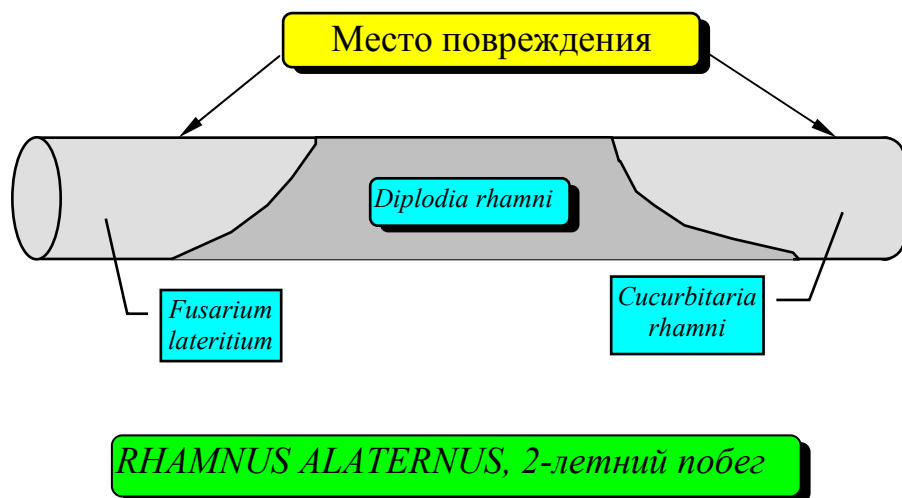 Место повреждения
Diplodia rhamni
Fusarium
lateritium
Cucurbitaria
rhamni
RHAMNUS ALATERNUS, 2-летний побег